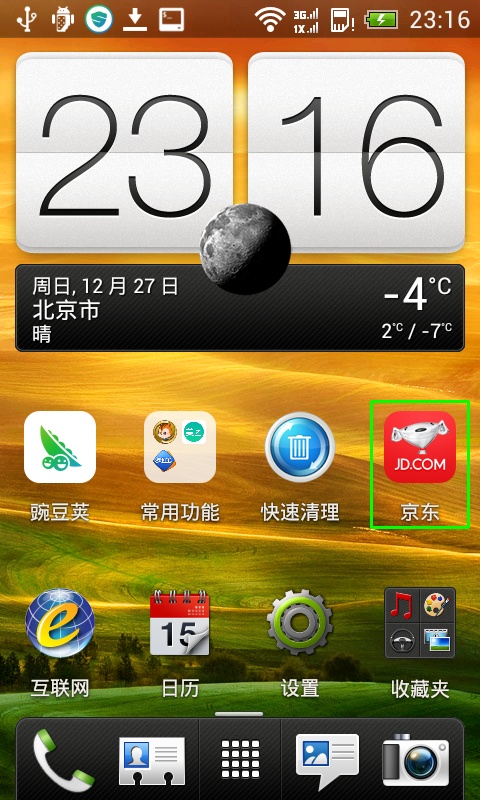 3G 1X 23:16
23 16
周日, 12 月 27 日
北京市
晴
-4°C
2°C / -7°C
JD.COM
豌豆荚 常用功能 快速清理 京东
e 15
互联网 日历 设置 收藏夹